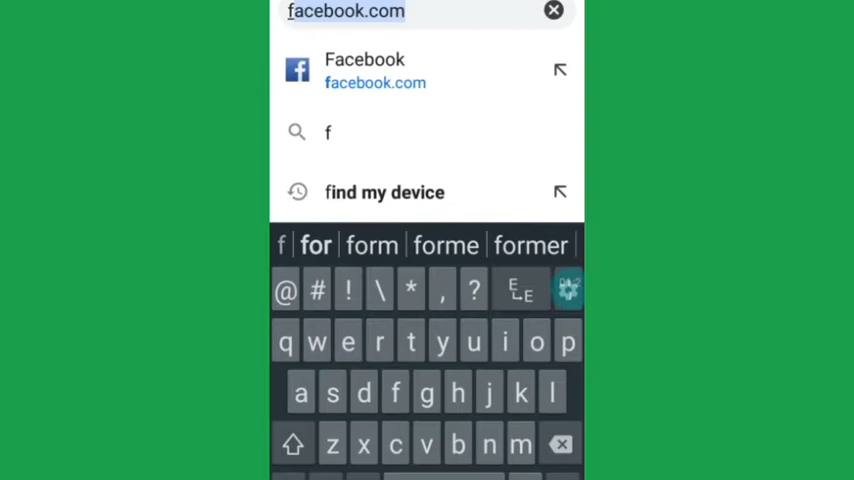 facebook.com
Facebook
facebook.com
f
find my device
f for form forme former
@ # ! \ * , ? E E
q w e r t y u i o p
a s d f g h j k l
z x c v b n m